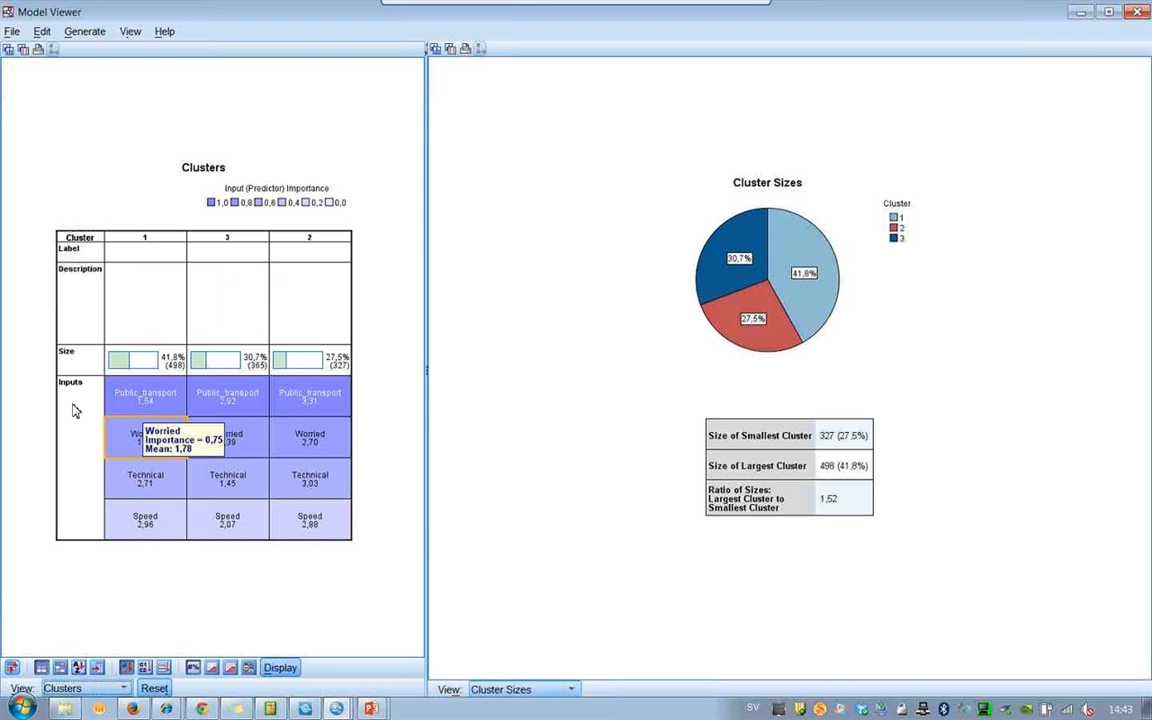 Model Viewer
File Edit Generate View Help
Clusters
Input (Predictor) Importance
1,0 0,8 0,6 0,4 0,2 0,0
Cluster 1 3 2
Label
Description
Size
41,8% (498)
30,7% (365)
27,5% (327)
Inputs
Public_transport 1,54
Public_transport 2,92
Public_transport 3,31
Worried
Importance = 0,75
Mean: 1,78
Worried 2,70
Technical 2,71
Technical 1,45
Technical 3,03
Speed 2,96
Speed 2,07
Speed 2,88
Display
View: Clusters Reset
Cluster Sizes
Cluster
1
2
3
30,7%
41,8%
27,5%
Size of Smallest Cluster 327 (27,5%)
Size of Largest Cluster 498 (41,8%)
Ratio of Sizes:
Largest Cluster to
Smallest Cluster
1,52
View: Cluster Sizes
SV 14:43